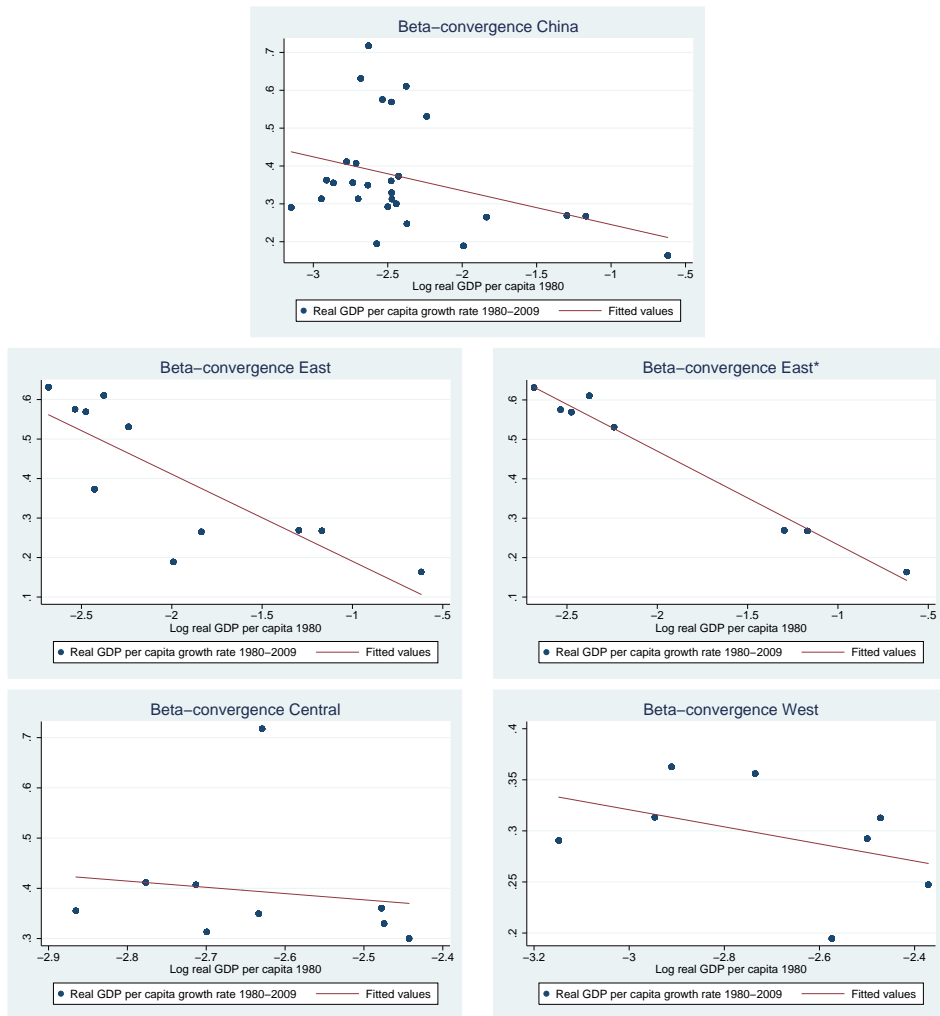 Beta−convergence China
.7
.6
.5
.4
.3
.2
−3 −2.5 −2 −1.5 −1 −.5
Log real GDP per capita 1980
Real GDP per capita growth rate 1980−2009 Fitted values
Beta−convergence East
.6
.5
.4
.3
.2
.1
−2.5 −2 −1.5 −1 −.5
Log real GDP per capita 1980
Real GDP per capita growth rate 1980−2009 Fitted values
Beta−convergence East*
.6
.5
.4
.3
.2
.1
−2.5 −2 −1.5 −1 −.5
Log real GDP per capita 1980
Real GDP per capita growth rate 1980−2009 Fitted values
Beta−convergence Central
.7
.6
.5
.4
.3
−2.9 −2.8 −2.7 −2.6 −2.5 −2.4
Log real GDP per capita 1980
Real GDP per capita growth rate 1980−2009 Fitted values
Beta−convergence West
.4
.35
.3
.25
.2
−3.2 −3 −2.8 −2.6 −2.4
Log real GDP per capita 1980
Real GDP per capita growth rate 1980−2009 Fitted values